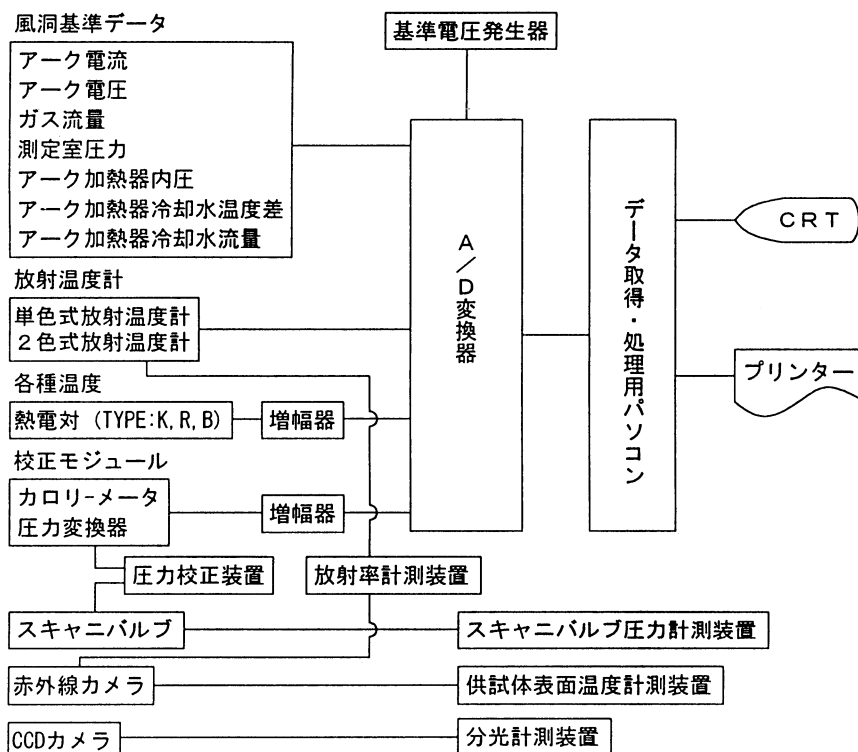 風洞基準データ
アーク電流
アーク電圧
ガス流量
測定室圧力
アーク加熱器内圧
アーク加熱器冷却水温度差
アーク加熱器冷却水流量
基準電圧発生器
A/D変換器
データ取得・処理用パソコン
CRT
プリンター
放射温度計
単色式放射温度計
2色式放射温度計
各種温度
熱電対 (TYPE:K, R, B)
増幅器
校正モジュール
カロリーメータ
圧力変換器
増幅器
圧力校正装置
放射率計測装置
スキャニバルブ
スキャニバルブ圧力計測装置
赤外線カメラ
供試体表面温度計測装置
CCDカメラ
分光計測装置